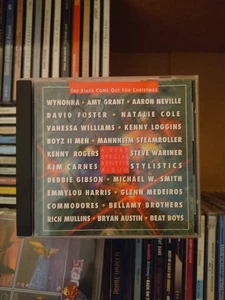 THE STARS COME OUT FOR CHRISTMAS
WYNONNA • AMY GRANT • AARON NEVILLE
DAVID FOSTER • NATALIE COLE
VANESSA WILLIAMS • KENNY LOGGINS
BOYZ II MEN • MANNHEIM STEAMROLLER
KENNY ROGERS STEVE WARINER
KIM CARNES STYLISTICS
A VERY SPECIAL
DEBBIE GIBSON • MICHAEL W. SMITH
EMMYLOU HARRIS • GLENN MEDEIROS
COMMODORES • BELLAMY BROTHERS
RICH MULLINS • BRYAN AUSTIN • BEAT BOYS